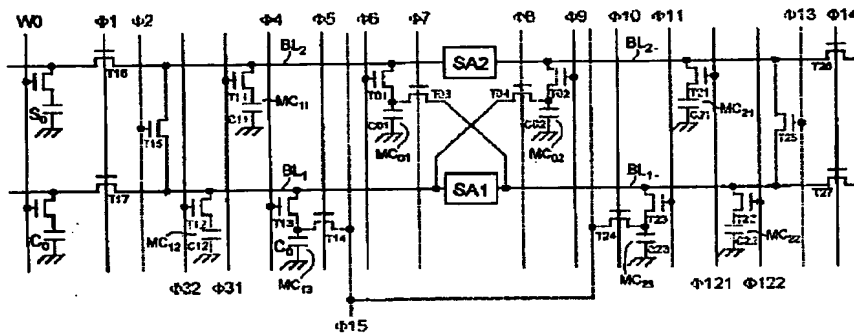 W0 Φ1 Φ2 Φ4 Φ5 Φ6 Φ7 Φ8 Φ9 Φ10 Φ11 Φ13 Φ14
BL2 SA2 BL2-
T16 T11 MC11 T01 T03 T04 T02 T21 MC21 T26
S0 C11 C01 C02 C21
T15 MC01 MC02 T25
BL1 SA1 BL1-
T17 T12 T13 T14 T24 T23 T22 T27
C0 MC12 C12 C0 C23 C22 MC22
MC13 MC23
Φ32 Φ31 Φ121 Φ122
Φ15